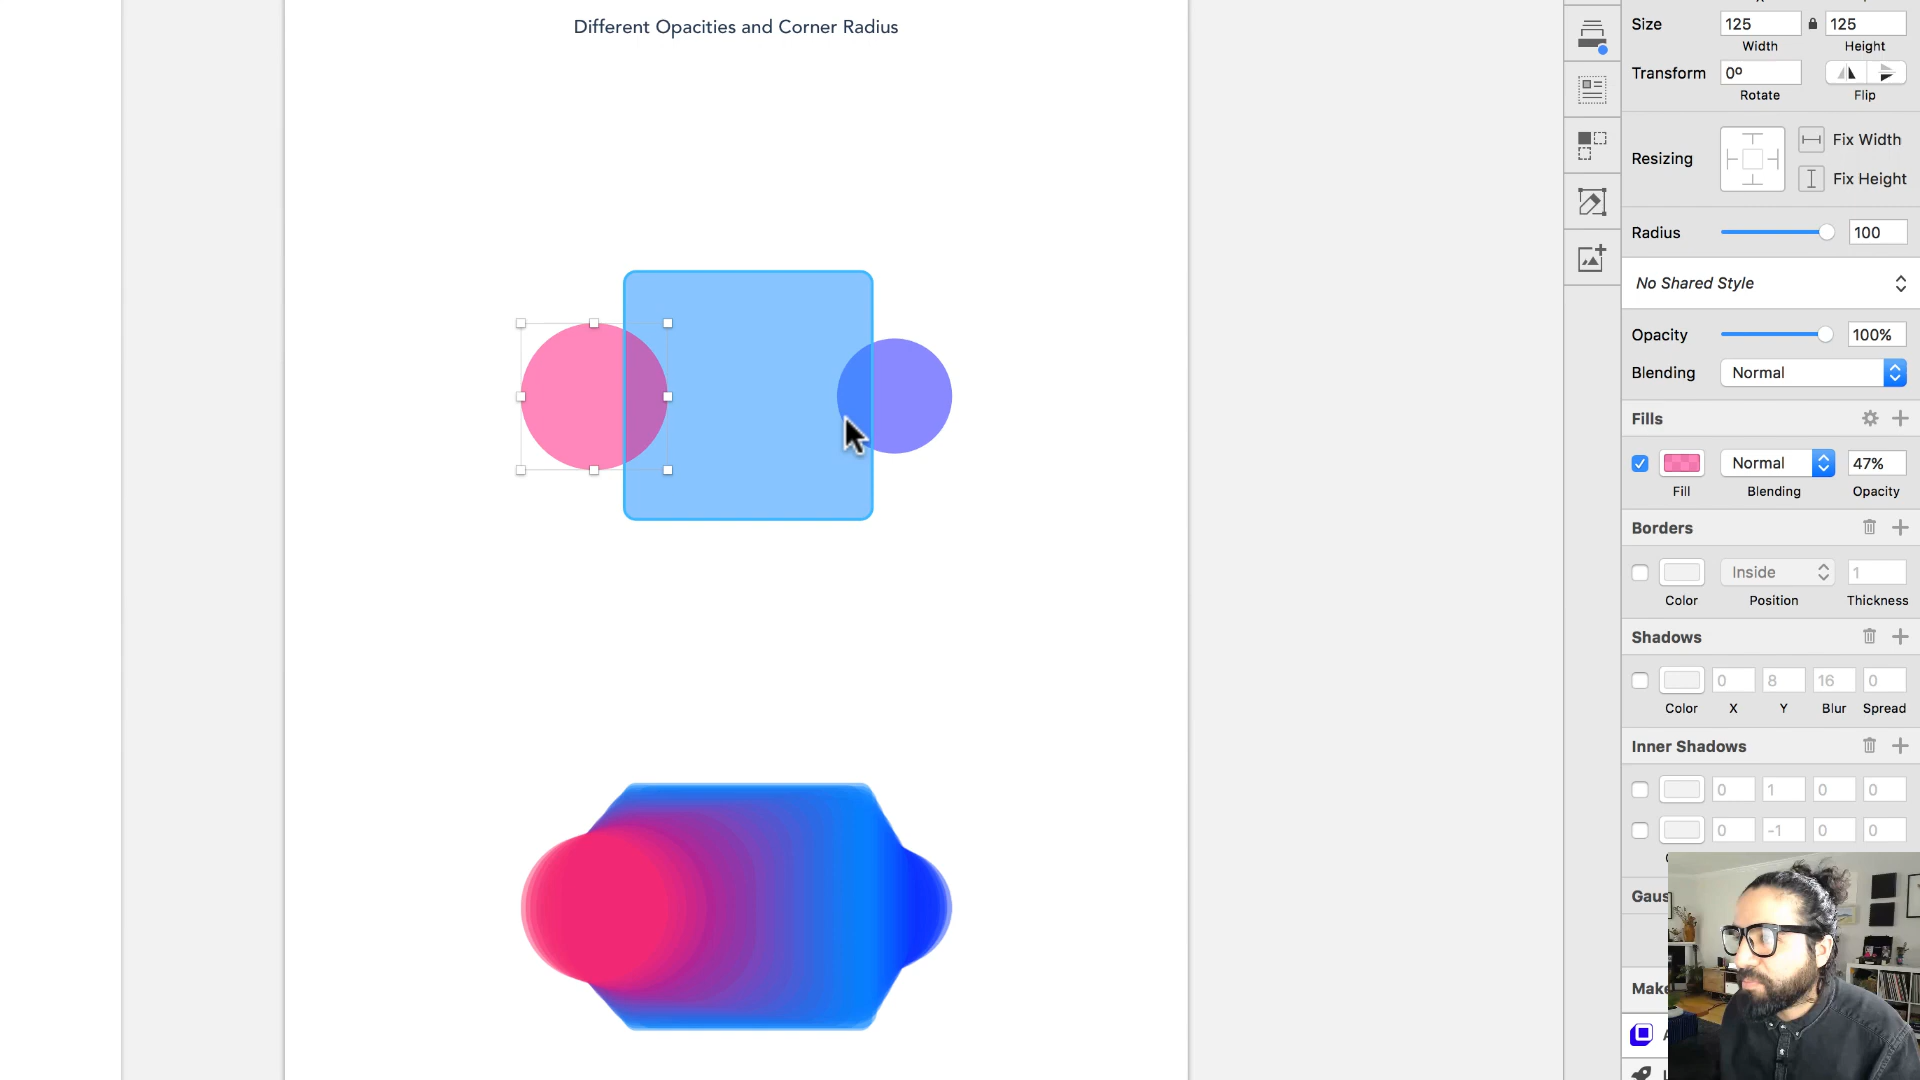 Different Opacities and Corner Radius
Size 125 125
Width Height
Transform 0º
Rotate Flip
Resizing Fix Width
Fix Height
Radius 100
No Shared Style
Opacity 100%
Blending Normal
Fills
Normal 47%
Fill Blending Opacity
Borders
Inside 1
Color Position Thickness
Shadows
0 8 16 0
Color X Y Blur Spread
Inner Shadows
0 1 0 0
0 -1 0 0
Gaus
Make